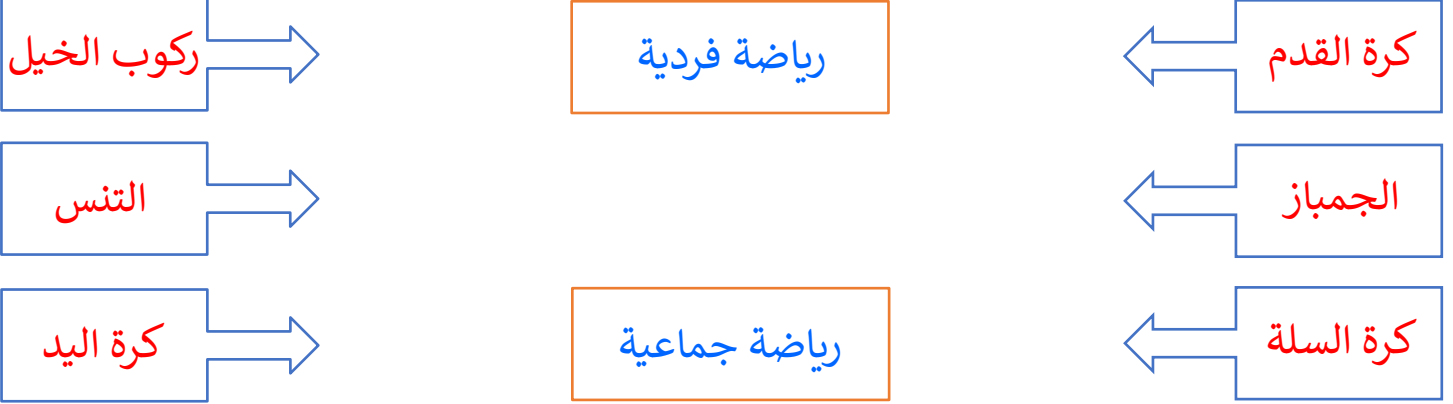 كرة القدم
رياضة فردية
ركوب الخيل
الجمباز
التنس
كرة السلة
رياضة جماعية
كرة اليد